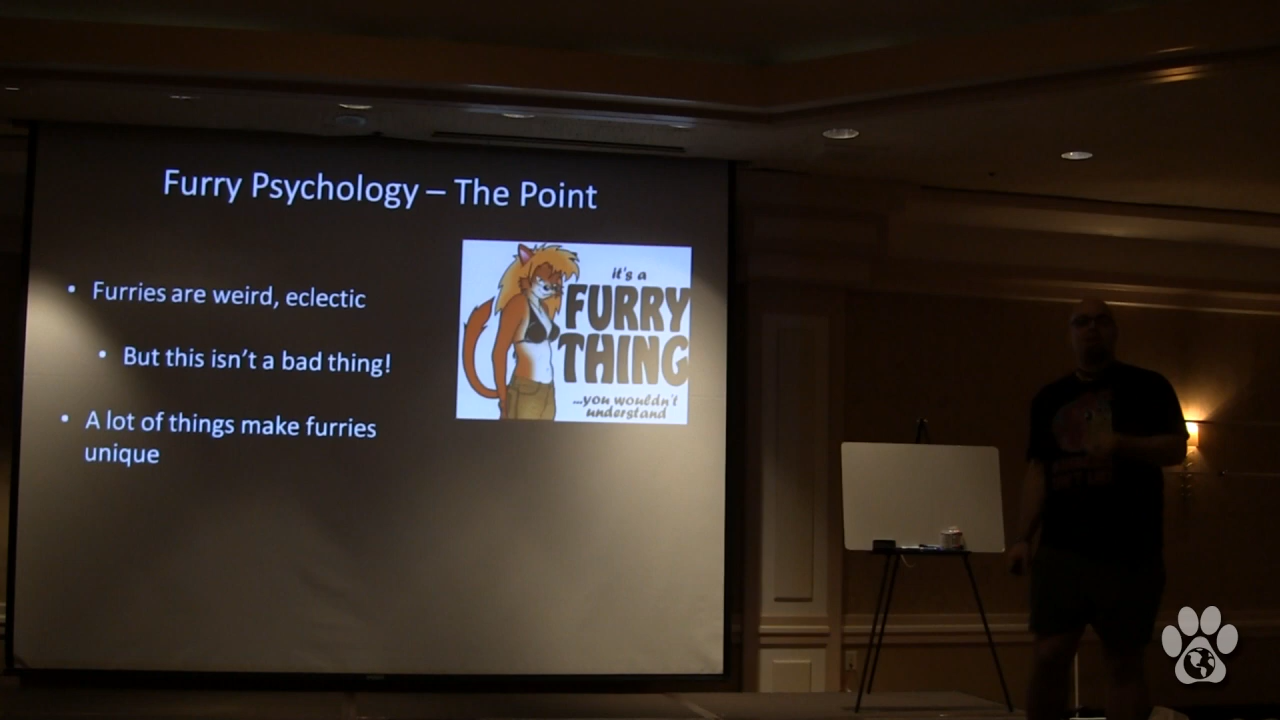 Furry Psychology – The Point
• Furries are weird, eclectic
• But this isn't a bad thing!
• A lot of things make furries
unique
it's a
FURRY
THING
...you wouldn't
understand